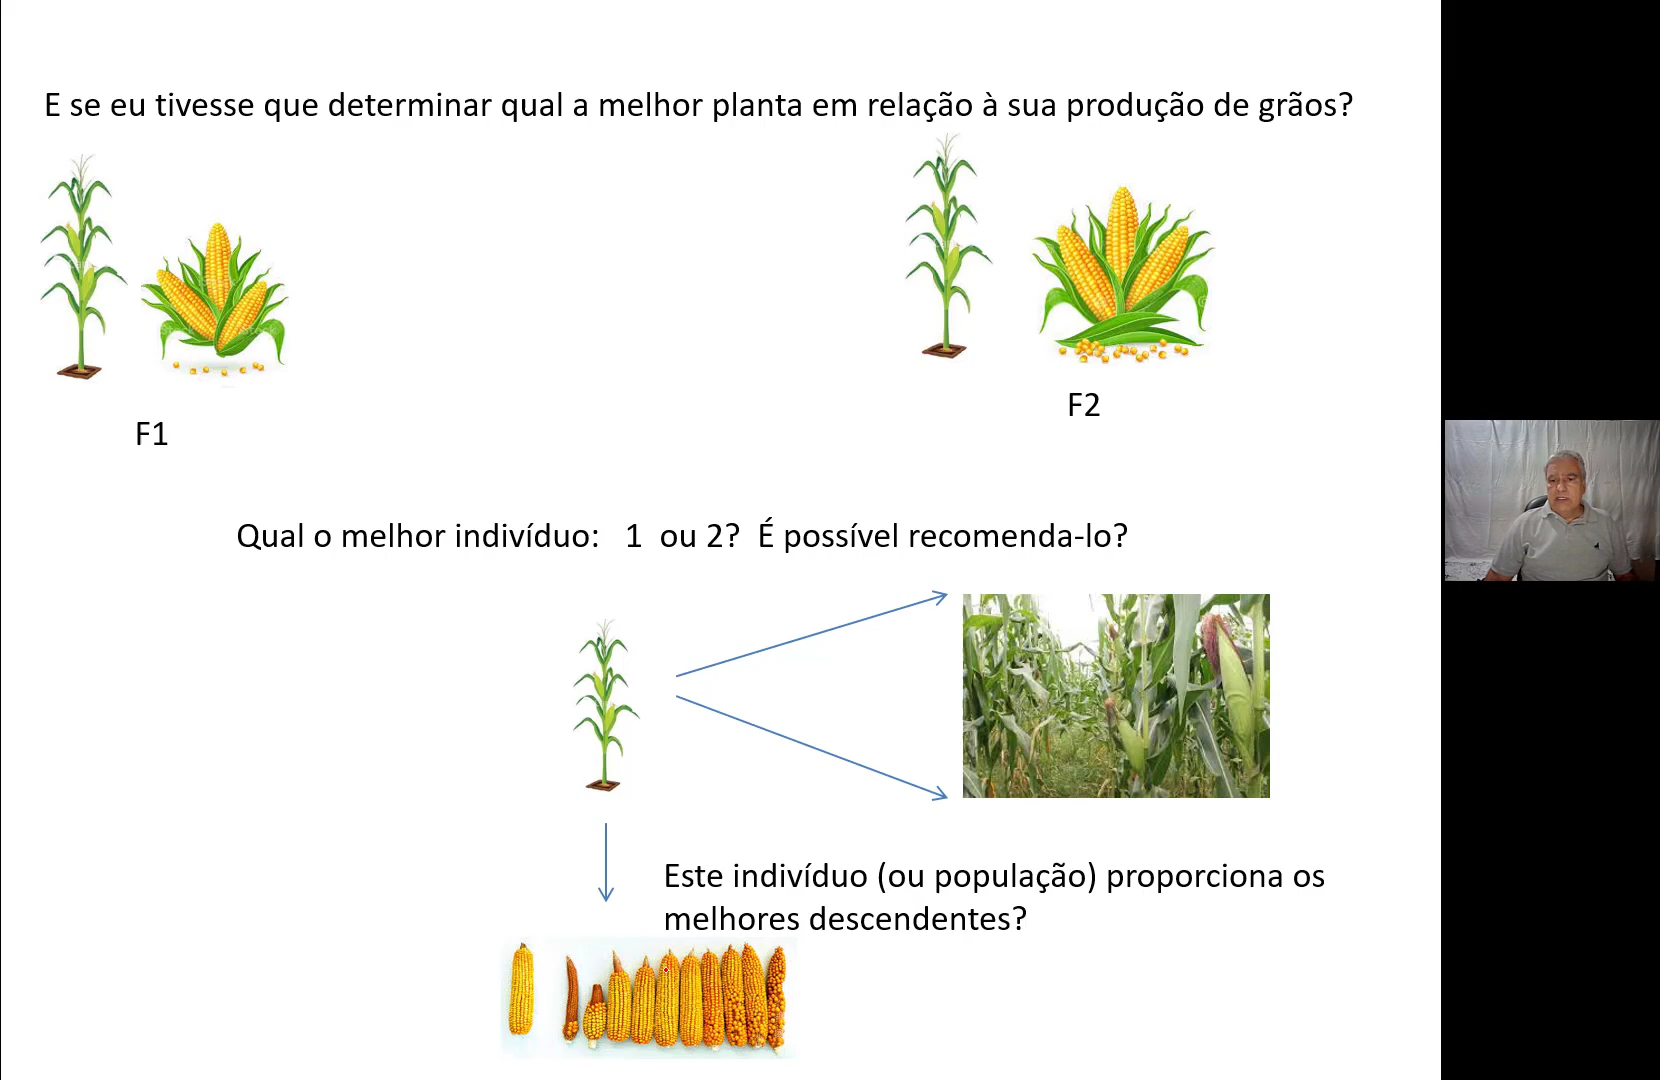 E se eu tivesse que determinar qual a melhor planta em relação à sua produção de grãos?
F1
F2
Qual o melhor indivíduo: 1 ou 2? É possível recomenda-lo?
Este indivíduo (ou população) proporciona os
melhores descendentes?